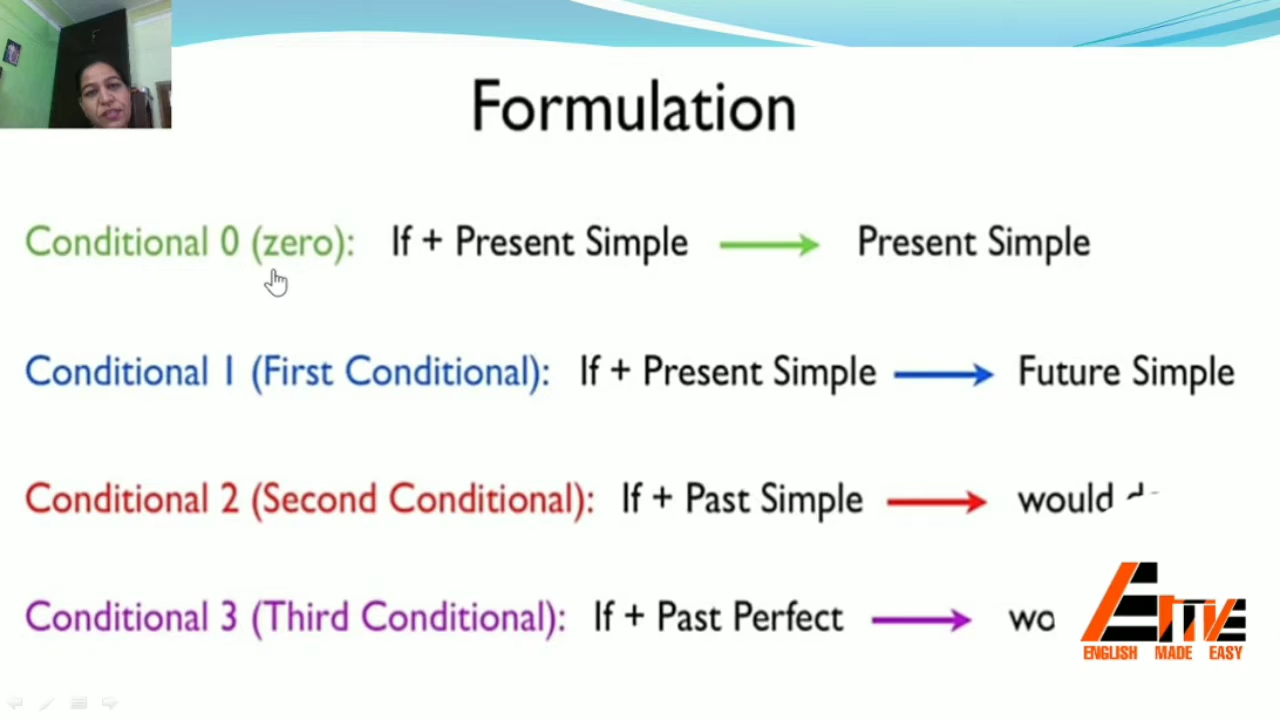 Formulation
Conditional 0 (zero): If + Present Simple → Present Simple
Conditional 1 (First Conditional): If + Present Simple → Future Simple
Conditional 2 (Second Conditional): If + Past Simple → would
Conditional 3 (Third Conditional): If + Past Perfect →
EME
ENGLISH MADE EASY